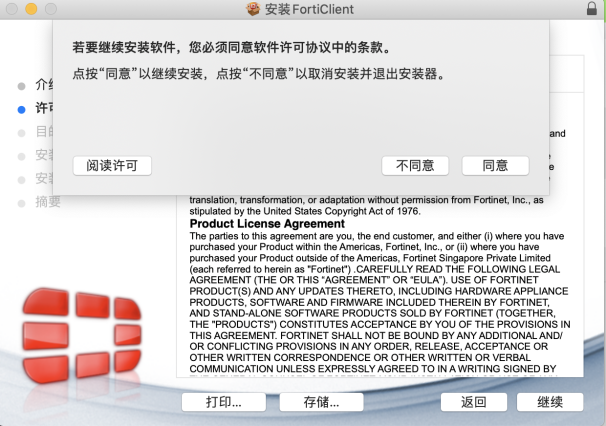 安装 FortiClient
若要继续安装软件，您必须同意软件许可协议中的条款。
点按“同意”以继续安装，点按“不同意”以取消安装并退出安装器。
阅读许可
不同意
同意
介
许
目
安
安
摘要
and
translation, transformation, or adaptation without permission from Fortinet, Inc., as
stipulated by the United States Copyright Act of 1976.
Product License Agreement
The parties to this agreement are you, the end customer, and either (i) where you have
purchased your Product within the Americas, Fortinet, Inc., or (ii) where you have
purchased your Product outside of the Americas, Fortinet Singapore Private Limited
(each referred to herein as "Fortinet") .CAREFULLY READ THE FOLLOWING LEGAL
AGREEMENT (THE OR THIS "AGREEMENT" OR "EULA"). USE OF FORTINET
PRODUCT(S) AND ANY UPDATES THERETO, INCLUDING HARDWARE APPLIANCE
PRODUCTS, SOFTWARE AND FIRMWARE INCLUDED THEREIN BY FORTINET,
AND STAND-ALONE SOFTWARE PRODUCTS SOLD BY FORTINET (TOGETHER,
THE "PRODUCTS") CONSTITUTES ACCEPTANCE BY YOU OF THE PROVISIONS IN
THIS AGREEMENT. FORTINET SHALL NOT BE BOUND BY ANY ADDITIONAL AND/
OR CONFLICTING PROVISIONS IN ANY ORDER, RELEASE, ACCEPTANCE OR
OTHER WRITTEN CORRESPONDENCE OR OTHER WRITTEN OR VERBAL
COMMUNICATION UNLESS EXPRESSLY AGREED TO IN A WRITING SIGNED BY
打印...
存储...
返回
继续